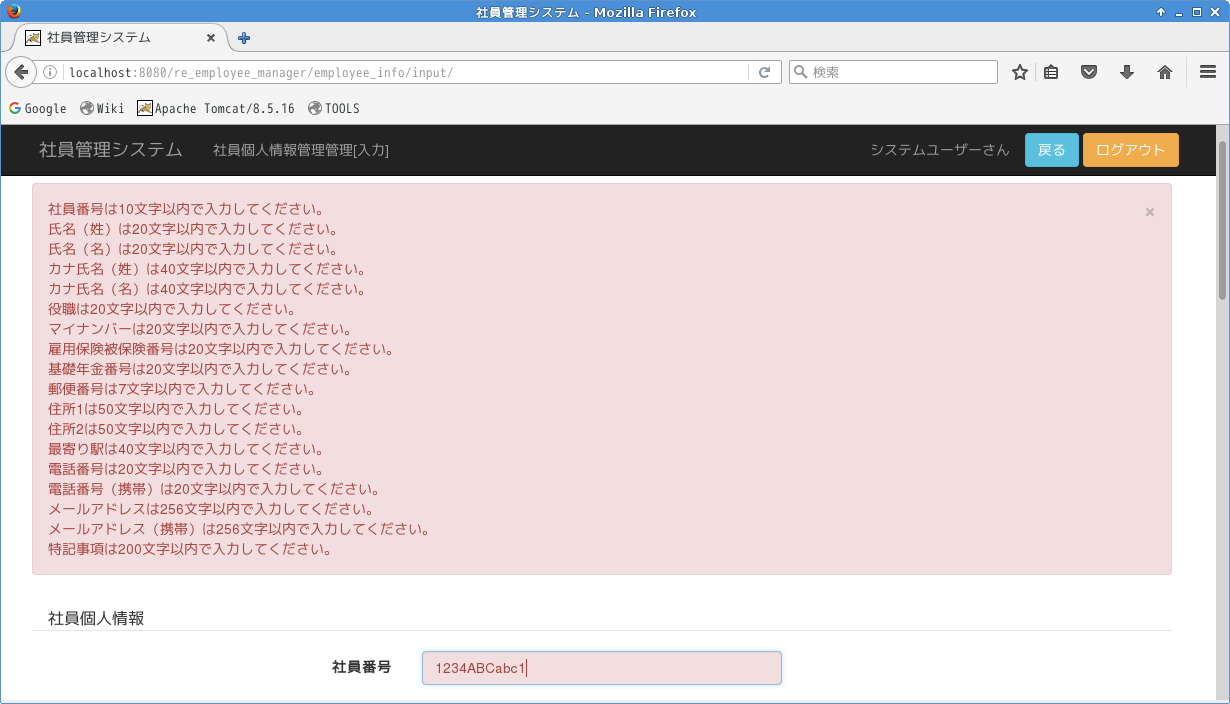 社員管理システム - Mozilla Firefox
社員管理システム
localhost:8080/re_employee_manager/employee_info/input/
検索
Google Wiki Apache Tomcat/8.5.16 TOOLS
社員管理システム 社員個人情報管理管理[入力] システムユーザーさん 戻る ログアウト
社員番号は10文字以内で入力してください。
氏名（姓）は20文字以内で入力してください。
氏名（名）は20文字以内で入力してください。
カナ氏名（姓）は40文字以内で入力してください。
カナ氏名（名）は40文字以内で入力してください。
役職は20文字以内で入力してください。
マイナンバーは20文字以内で入力してください。
雇用保険被保険番号は20文字以内で入力してください。
基礎年金番号は20文字以内で入力してください。
郵便番号は7文字以内で入力してください。
住所1は50文字以内で入力してください。
住所2は50文字以内で入力してください。
最寄り駅は40文字以内で入力してください。
電話番号は20文字以内で入力してください。
電話番号（携帯）は20文字以内で入力してください。
メールアドレスは256文字以内で入力してください。
メールアドレス（携帯）は256文字以内で入力してください。
特記事項は200文字以内で入力してください。
社員個人情報
社員番号 1234ABCabc1